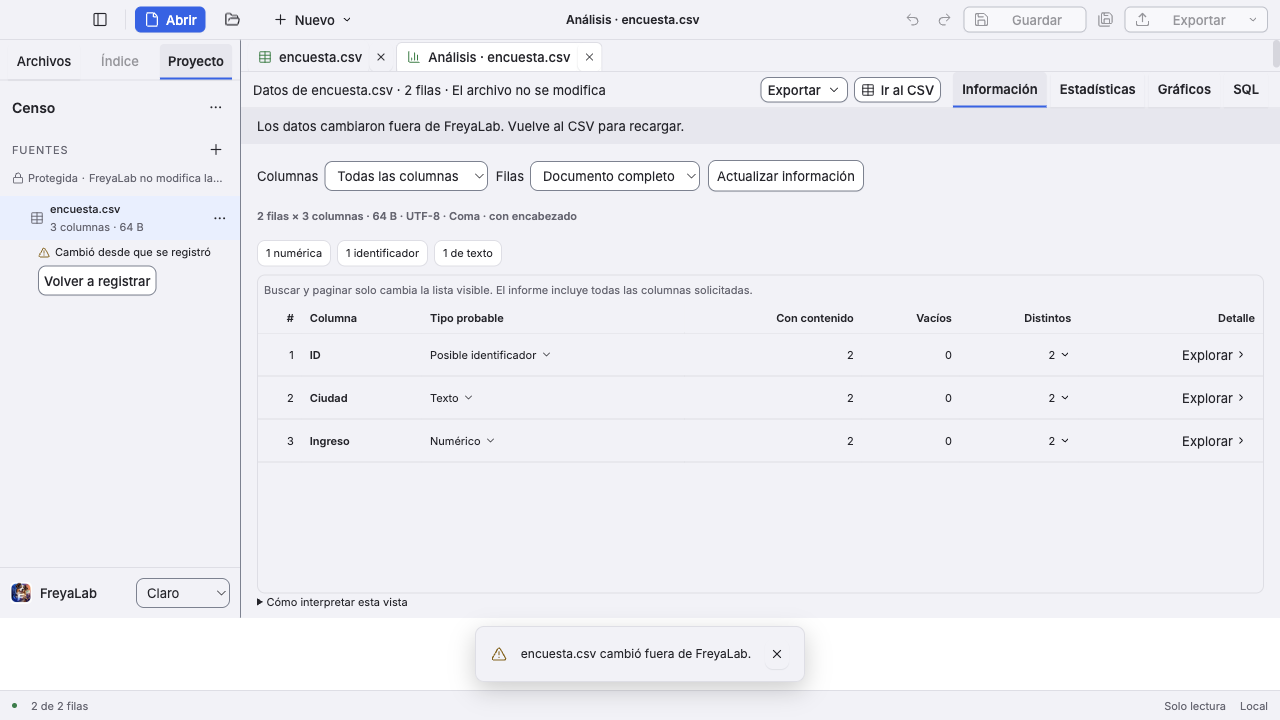 Abrir
Nuevo
Análisis · encuesta.csv
Guardar
Exportar
Archivos
Índice
Proyecto
encuesta.csv
Análisis · encuesta.csv
Censo
Datos de encuesta.csv · 2 filas · El archivo no se modifica
Exportar
Ir al CSV
Información
Estadísticas
Gráficos
SQL
Los datos cambiaron fuera de FreyaLab. Vuelve al CSV para recargar.
FUENTES
Protegida · FreyaLab no modifica la...
encuesta.csv
3 columnas · 64 B
Cambió desde que se registró
Volver a registrar
Columnas
Todas las columnas
Filas
Documento completo
Actualizar información
2 filas × 3 columnas · 64 B · UTF-8 · Coma · con encabezado
1 numérica
1 identificador
1 de texto
Buscar y paginar solo cambia la lista visible. El informe incluye todas las columnas solicitadas.
# Columna Tipo probable Con contenido Vacíos Distintos Detalle
1 ID Posible identificador 2 0 2 Explorar
2 Ciudad Texto 2 0 2 Explorar
3 Ingreso Numérico 2 0 2 Explorar
Cómo interpretar esta vista
FreyaLab
Claro
encuesta.csv cambió fuera de FreyaLab.
2 de 2 filas
Solo lectura
Local